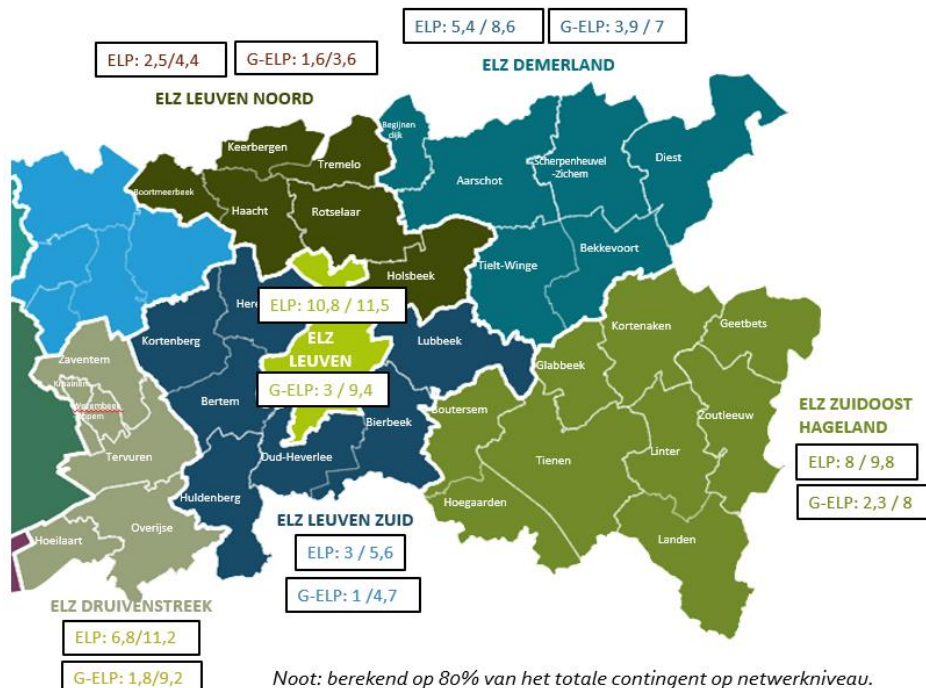 ELP: 5,4 / 8,6
G-ELP: 3,9 / 7
ELP: 2,5/4,4
G-ELP: 1,6/3,6
ELZ DEMERLAND
ELZ LEUVEN NOORD
Begijnen
dijk
Keerbergen
Tremelo
Scherpenheuvel
-Zichem
Diest
Aarschot
Boortmeerbeek
Haacht
Rotselaar
Bekkevoort
Tielt-Winge
Holsbeek
ELP: 10,8 / 11,5
Kortenberg
Lubbeek
Kortenaken
Geetbets
ELZ
LEUVEN
Zaventem
Glabbeek
G-ELP: 3 / 9,4
Bertem
Bierbeek
Boutersem
Zoutleeuw
ELZ ZUIDOOST
HAGELAND
Tervuren
Oud-Heverlee
Tienen
Linter
ELP: 8 / 9,8
Huldenberg
Hoegaarden
G-ELP: 2,3 / 8
Overijse
Hoeilaart
ELZ LEUVEN ZUID
Landen
ELP: 3 / 5,6
G-ELP: 1 /4,7
ELZ DRUIVENSTREEK
ELP: 6,8/11,2
G-ELP: 1,8/9,2
Noot: berekend op 80% van het totale contingent op netwerkniveau.